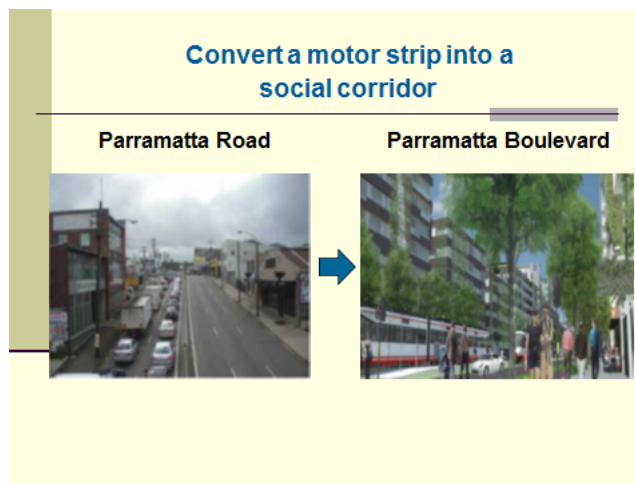 Convert a motor strip into a
social corridor
Parramatta Road
Parramatta Boulevard